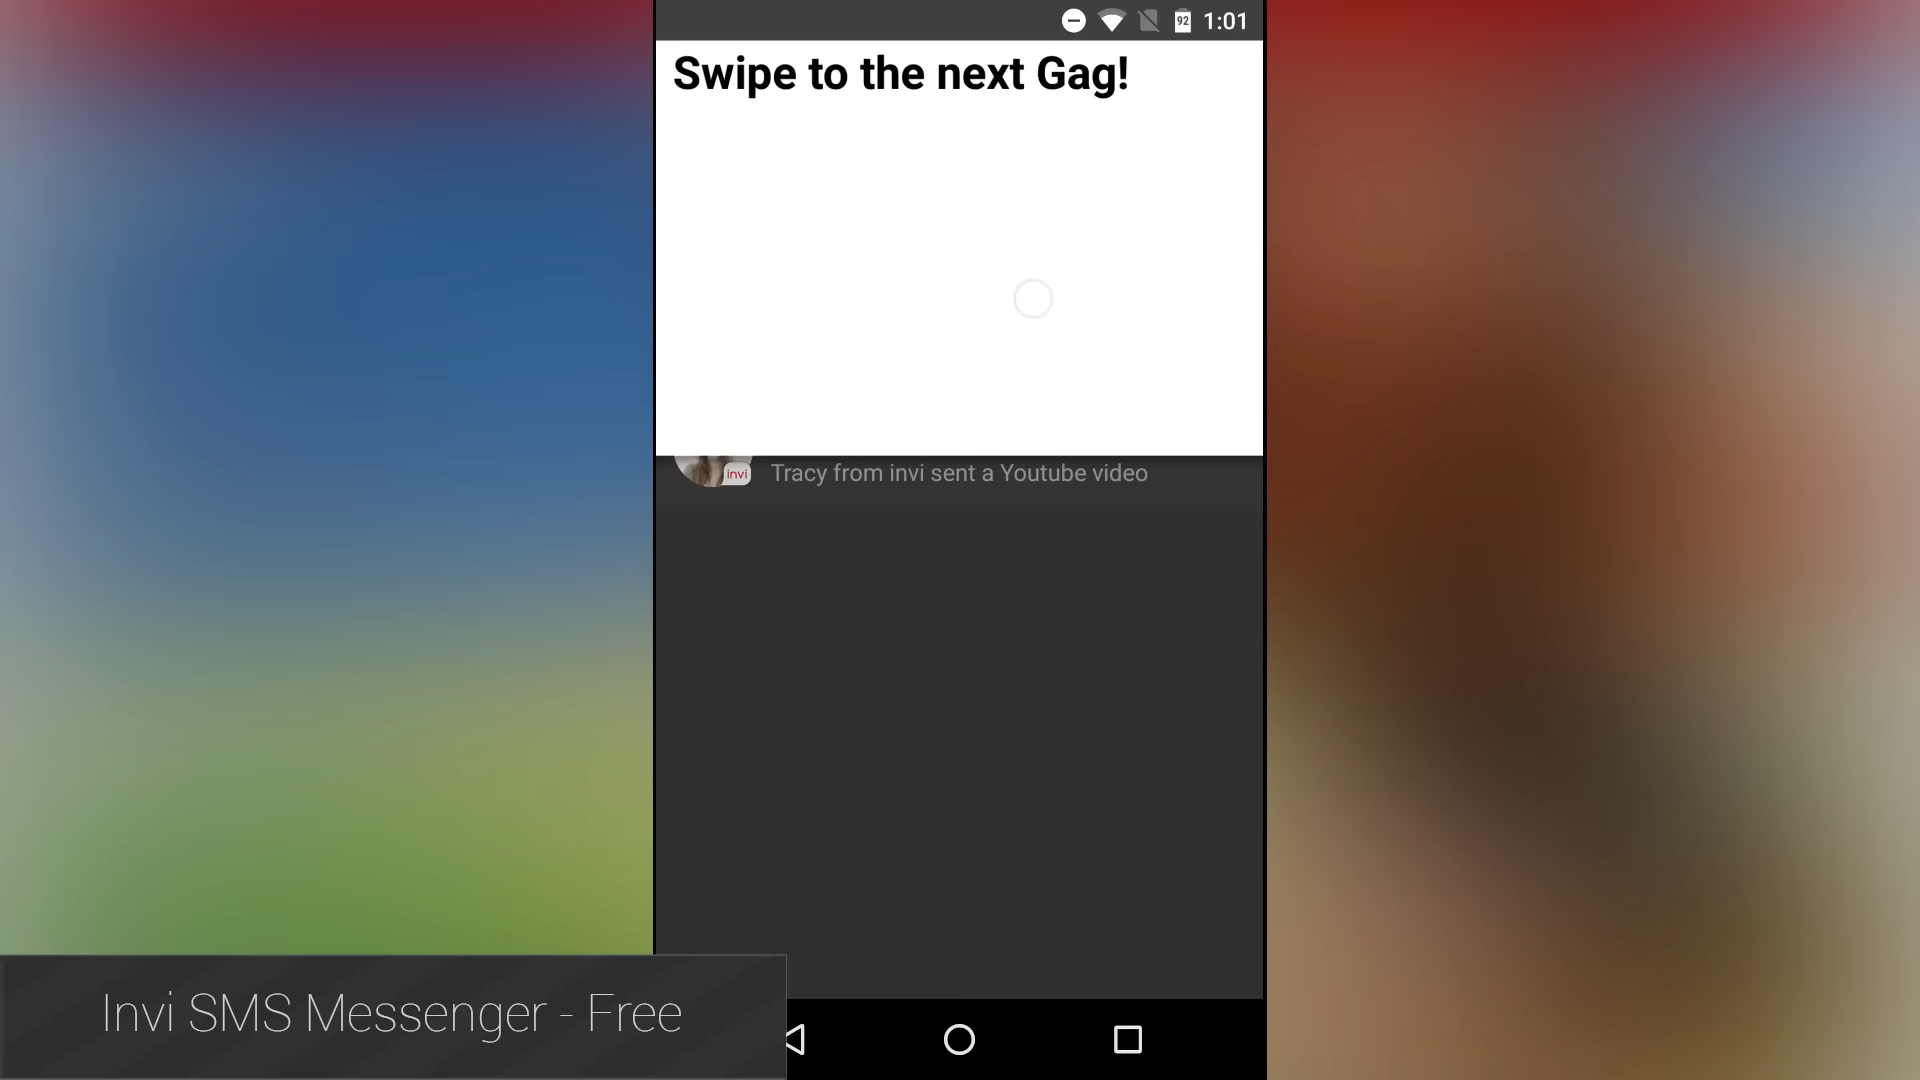 92 1:01
Swipe to the next Gag!
invi
Tracy from invi sent a Youtube video
Invi SMS Messenger - Free